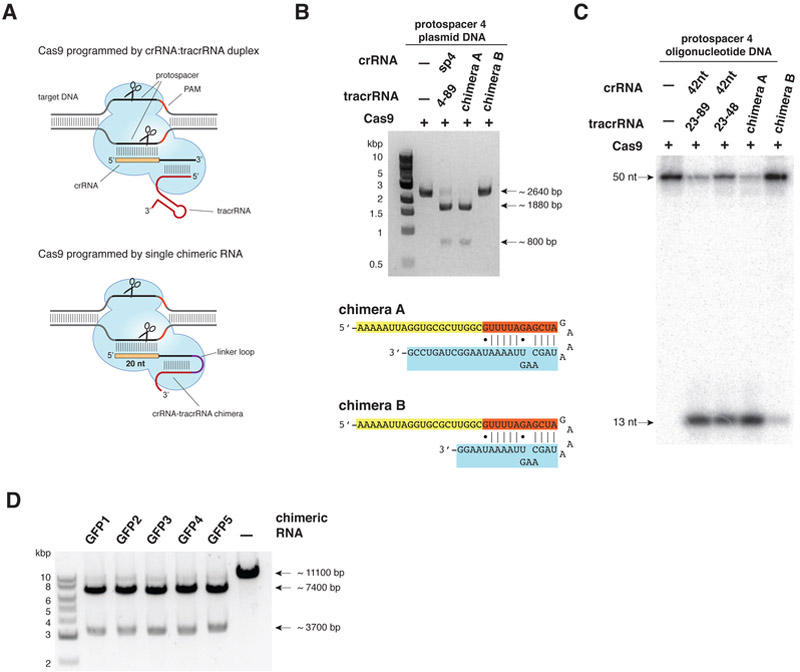 A
Cas9 programmed by crRNA:tracrRNA duplex
protospacer
target DNA
PAM
5'
3'
crRNA
5'
3'
tracrRNA
Cas9 programmed by single chimeric RNA
linker loop
5'
20 nt
3'
crRNA-tracrRNA chimera
B
protospacer 4
plasmid DNA
crRNA — sp4 chimera A chimera B
tracrRNA — 4-89
Cas9 + + + +
kbp
10
5
3
2
1.5
1
0.5
~ 2640 bp
~ 1880 bp
~ 800 bp
chimera A
5'-AAAAAUUAGGUGCGCUUGGCGUUUUAGAGCUA
G
A
A
A
3'-GCCUGAUCGGAAUAAAAUU CGAU
GAA
chimera B
5'-AAAAAUUAGGUGCGCUUGGCGUUUUAGAGCUA
G
A
A
A
3'-GGAAUAAAAUU CGAU
GAA
C
protospacer 4
oligonucleotide DNA
crRNA — 42nt 42nt chimera A chimera B
tracrRNA — 23-89 23-48
Cas9 + + + + +
50 nt
13 nt
D
GFP1 GFP2 GFP3 GFP4 GFP5 — chimeric
RNA
kbp
10
8
6
5
4
3
2
~ 11100 bp
~ 7400 bp
~ 3700 bp